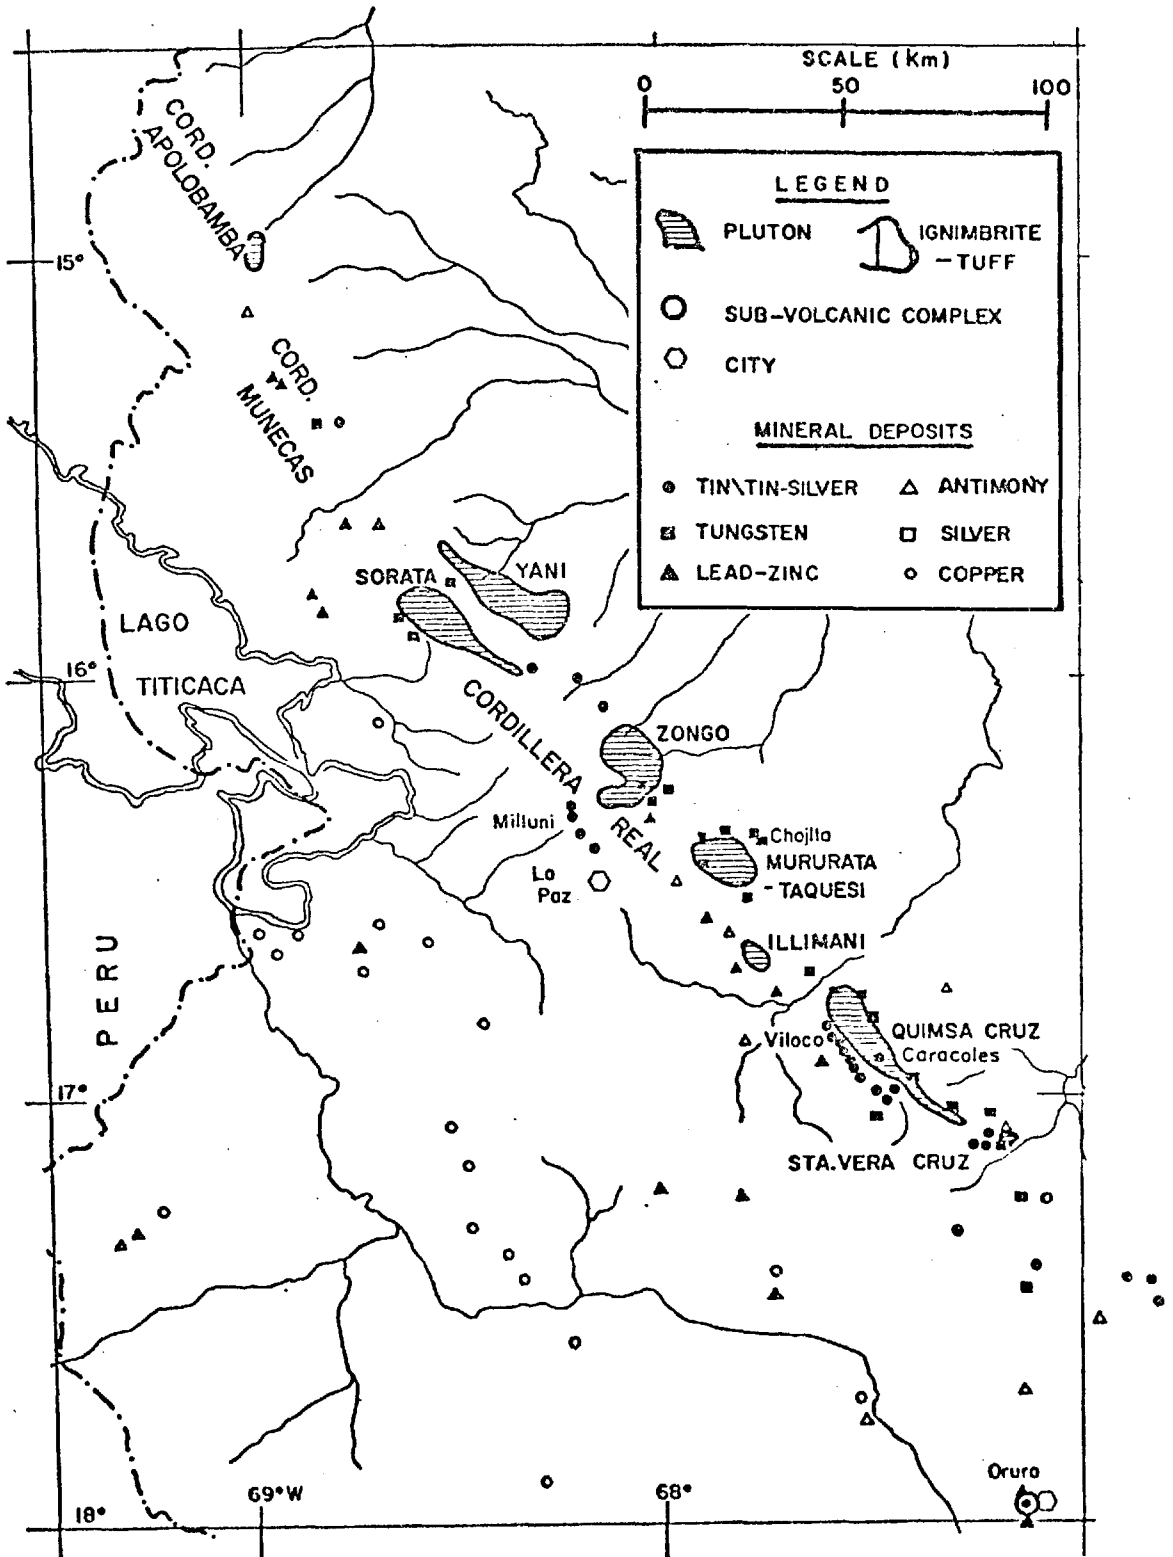 SCALE (Km)
0 50 100
CORD.
APOLOBAMBA
LEGEND
PLUTON
IGNIMBRITE
-TUFF
SUB-VOLCANIC COMPLEX
CITY
MINERAL DEPOSITS
TIN\TIN-SILVER
ANTIMONY
TUNGSTEN
SILVER
LEAD-ZINC
COPPER
15°
CORD.
MUNECAS
SORATA
YANI
LAGO
TITICACA
16°
CORDILLERA
REAL
ZONGO
Milluni
La
Paz
Chojlla
MURURATA
-TAQUESI
ILLIMANI
PERU
Viloco
QUIMSA CRUZ
Caracoles
17°
STA.VERA CRUZ
Oruro
69°W
68°
18°